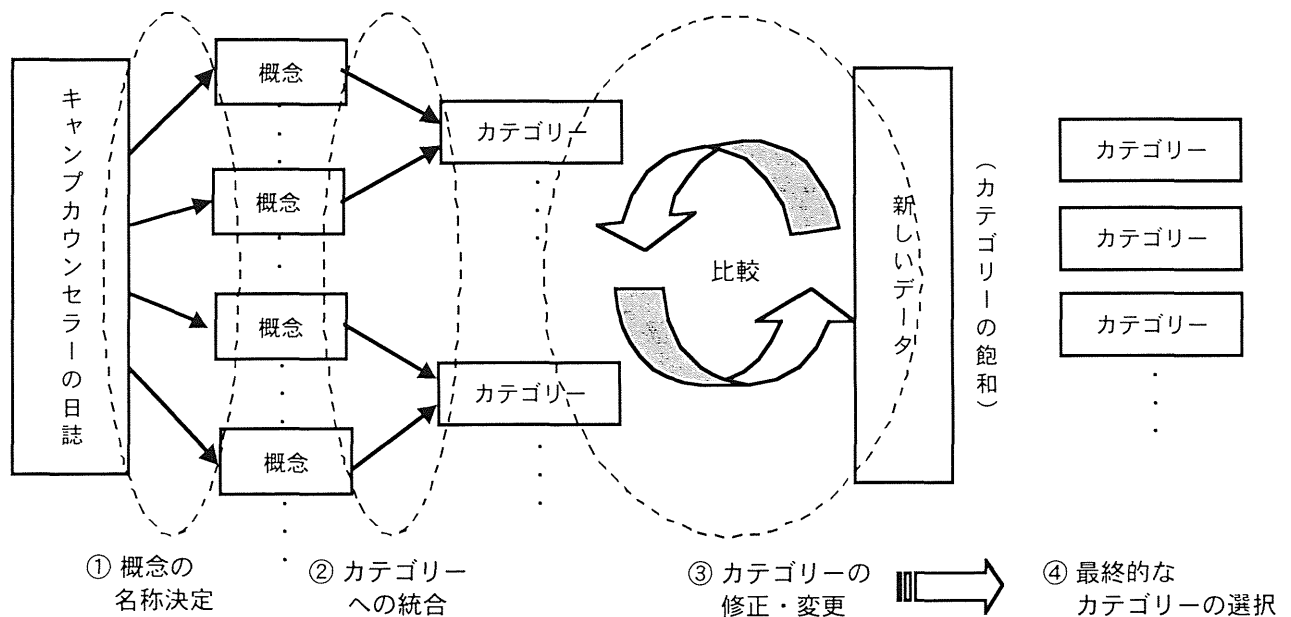 キャンプカウンセラーの日誌
概念
概念
概念
概念
カテゴリー
カテゴリー
比較
新しいデータ
(カテゴリーの飽和)
カテゴリー
カテゴリー
カテゴリー
① 概念の
名称決定
② カテゴリー
への統合
③ カテゴリーの
修正・変更
④ 最終的な
カテゴリーの選択